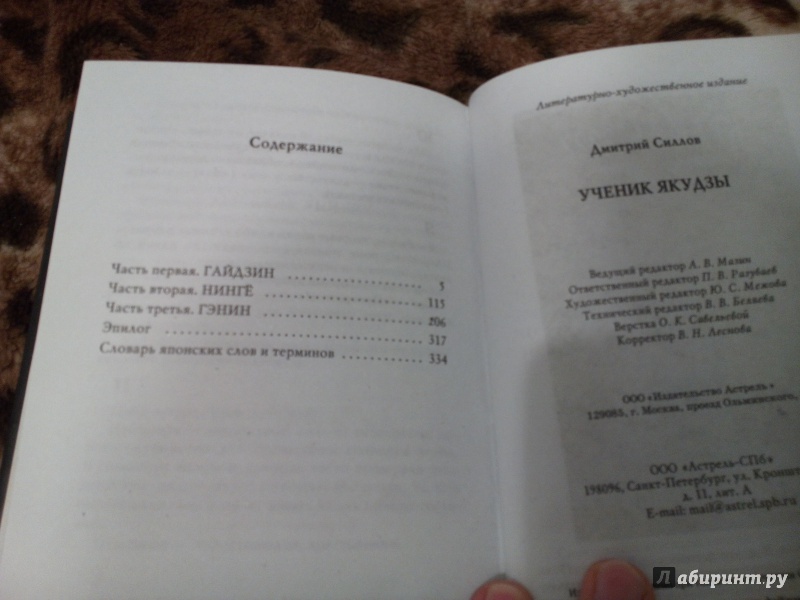 Содержание
Часть первая. ГАЙДЗИН ........................ 5
Часть вторая. НИНГЁ ........................ 115
Часть третья. ГЭНИН ........................ 206
Эпилог ........................ 317
Словарь японских слов и терминов ................ 334
Литературно-художественное издание
Дмитрий Силлов
УЧЕНИК ЯКУДЗЫ
Ведущий редактор А. В. Мазин
Ответственный редактор П. В. Разуваев
Художественный редактор Ю. С. Межова
Технический редактор В. В. Беляева
Верстка О. К. Савельевой
Корректор В. Н. Леснова
ООО «Издательство Астрель»
129085, г. Москва, проезд Ольминского,
ООО «Астрель-СПб»
198096, Санкт-Петербург, ул. Кроншт
д. 11, лит. А
E-mail: mail@astrel.spb.ru
Лабиринт.ру